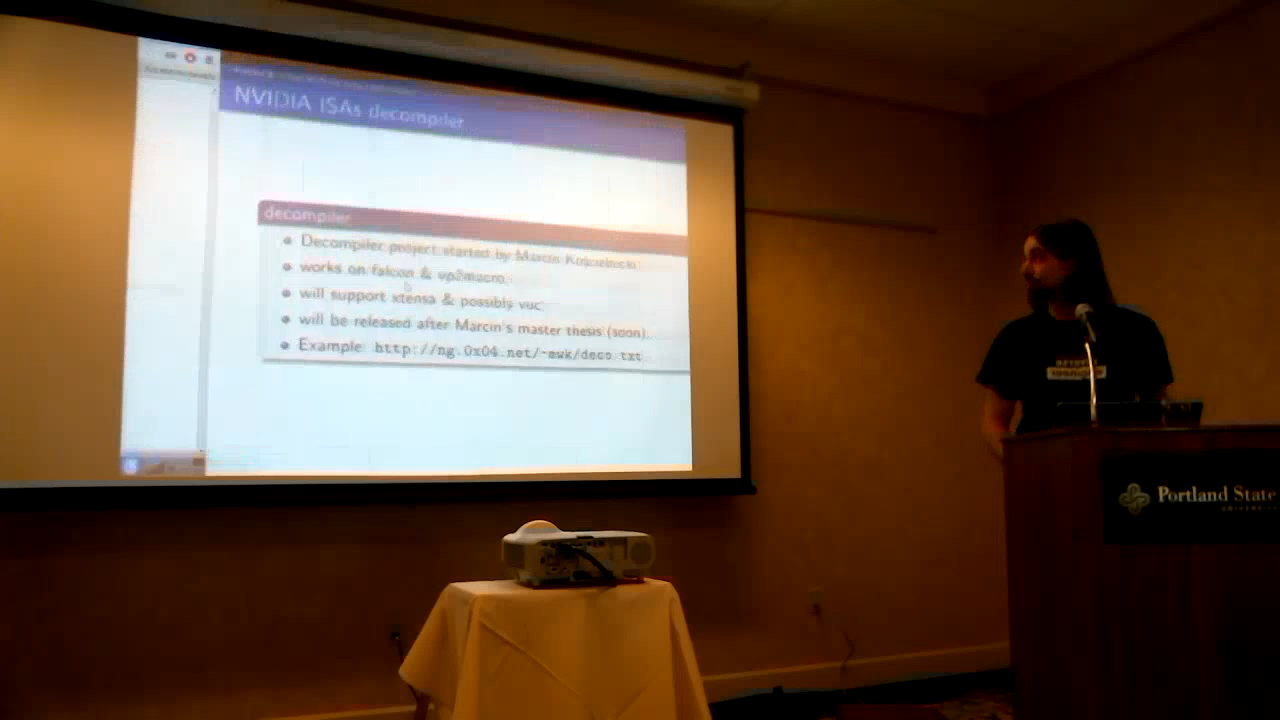 NVIDIA ISAs decompiler
decompiler
Decompiler project started by Marcin
works on falcon & vp2macro.
will support xtensa & possibly vuc.
will be released after Marcin's master thesis (soon).
Example: http://ng.0x04.net/~mwk/deco.txt
Portland State
UNIVERSITY